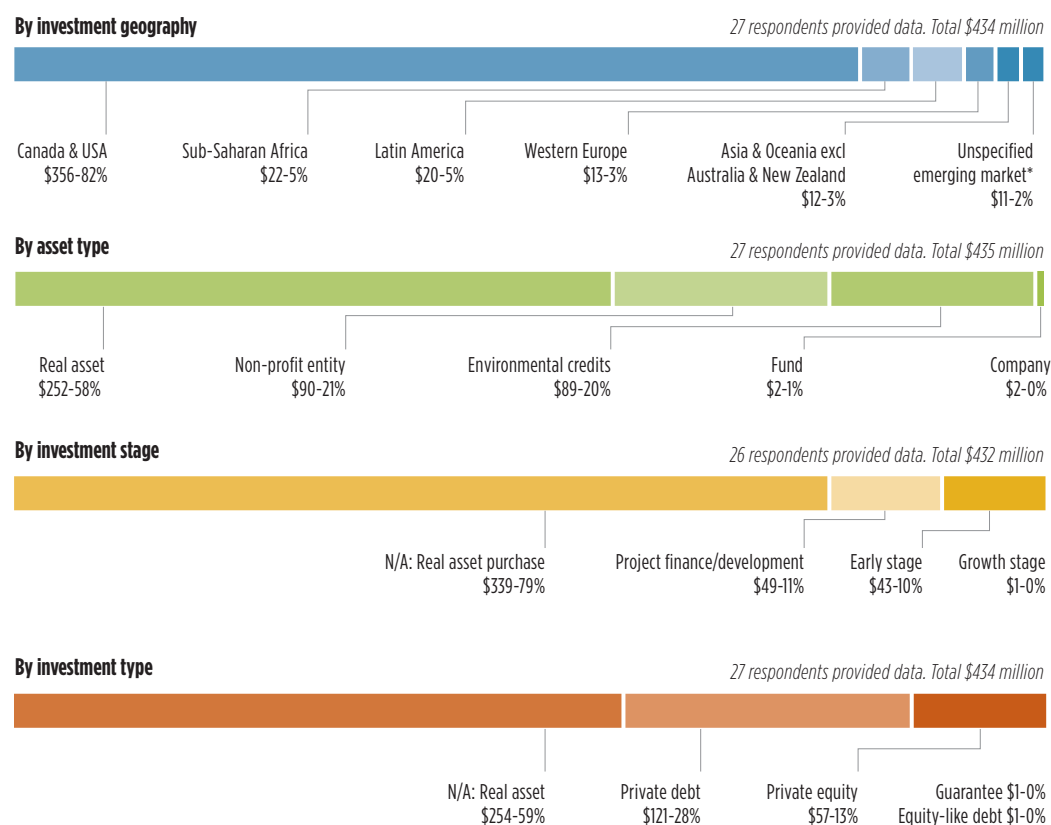 By investment geography
27 respondents provided data. Total $434 million
Canada & USA
$356-82%
Sub-Saharan Africa
$22-5%
Latin America
$20-5%
Western Europe
$13-3%
Asia & Oceania excl
Australia & New Zealand
$12-3%
Unspecified
emerging market*
$11-2%
By asset type
27 respondents provided data. Total $435 million
Real asset
$252-58%
Non-profit entity
$90-21%
Environmental credits
$89-20%
Fund
$2-1%
Company
$2-0%
By investment stage
26 respondents provided data. Total $432 million
N/A: Real asset purchase
$339-79%
Project finance/development
$49-11%
Early stage
$43-10%
Growth stage
$1-0%
By investment type
27 respondents provided data. Total $434 million
N/A: Real asset
$254-59%
Private debt
$121-28%
Private equity
$57-13%
Guarantee $1-0%
Equity-like debt $1-0%